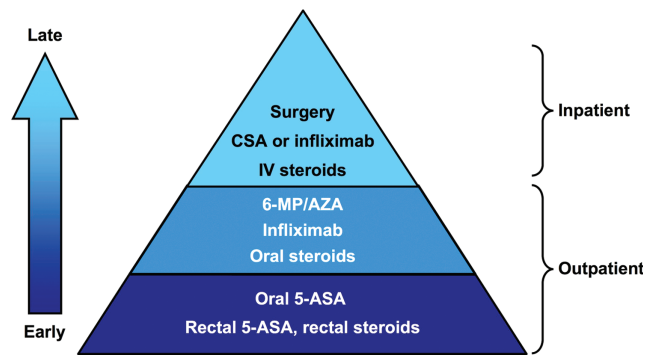 Late
Early
Surgery
CSA or infliximab
IV steroids
6-MP/AZA
Infliximab
Oral steroids
Oral 5-ASA
Rectal 5-ASA, rectal steroids
Inpatient
Outpatient